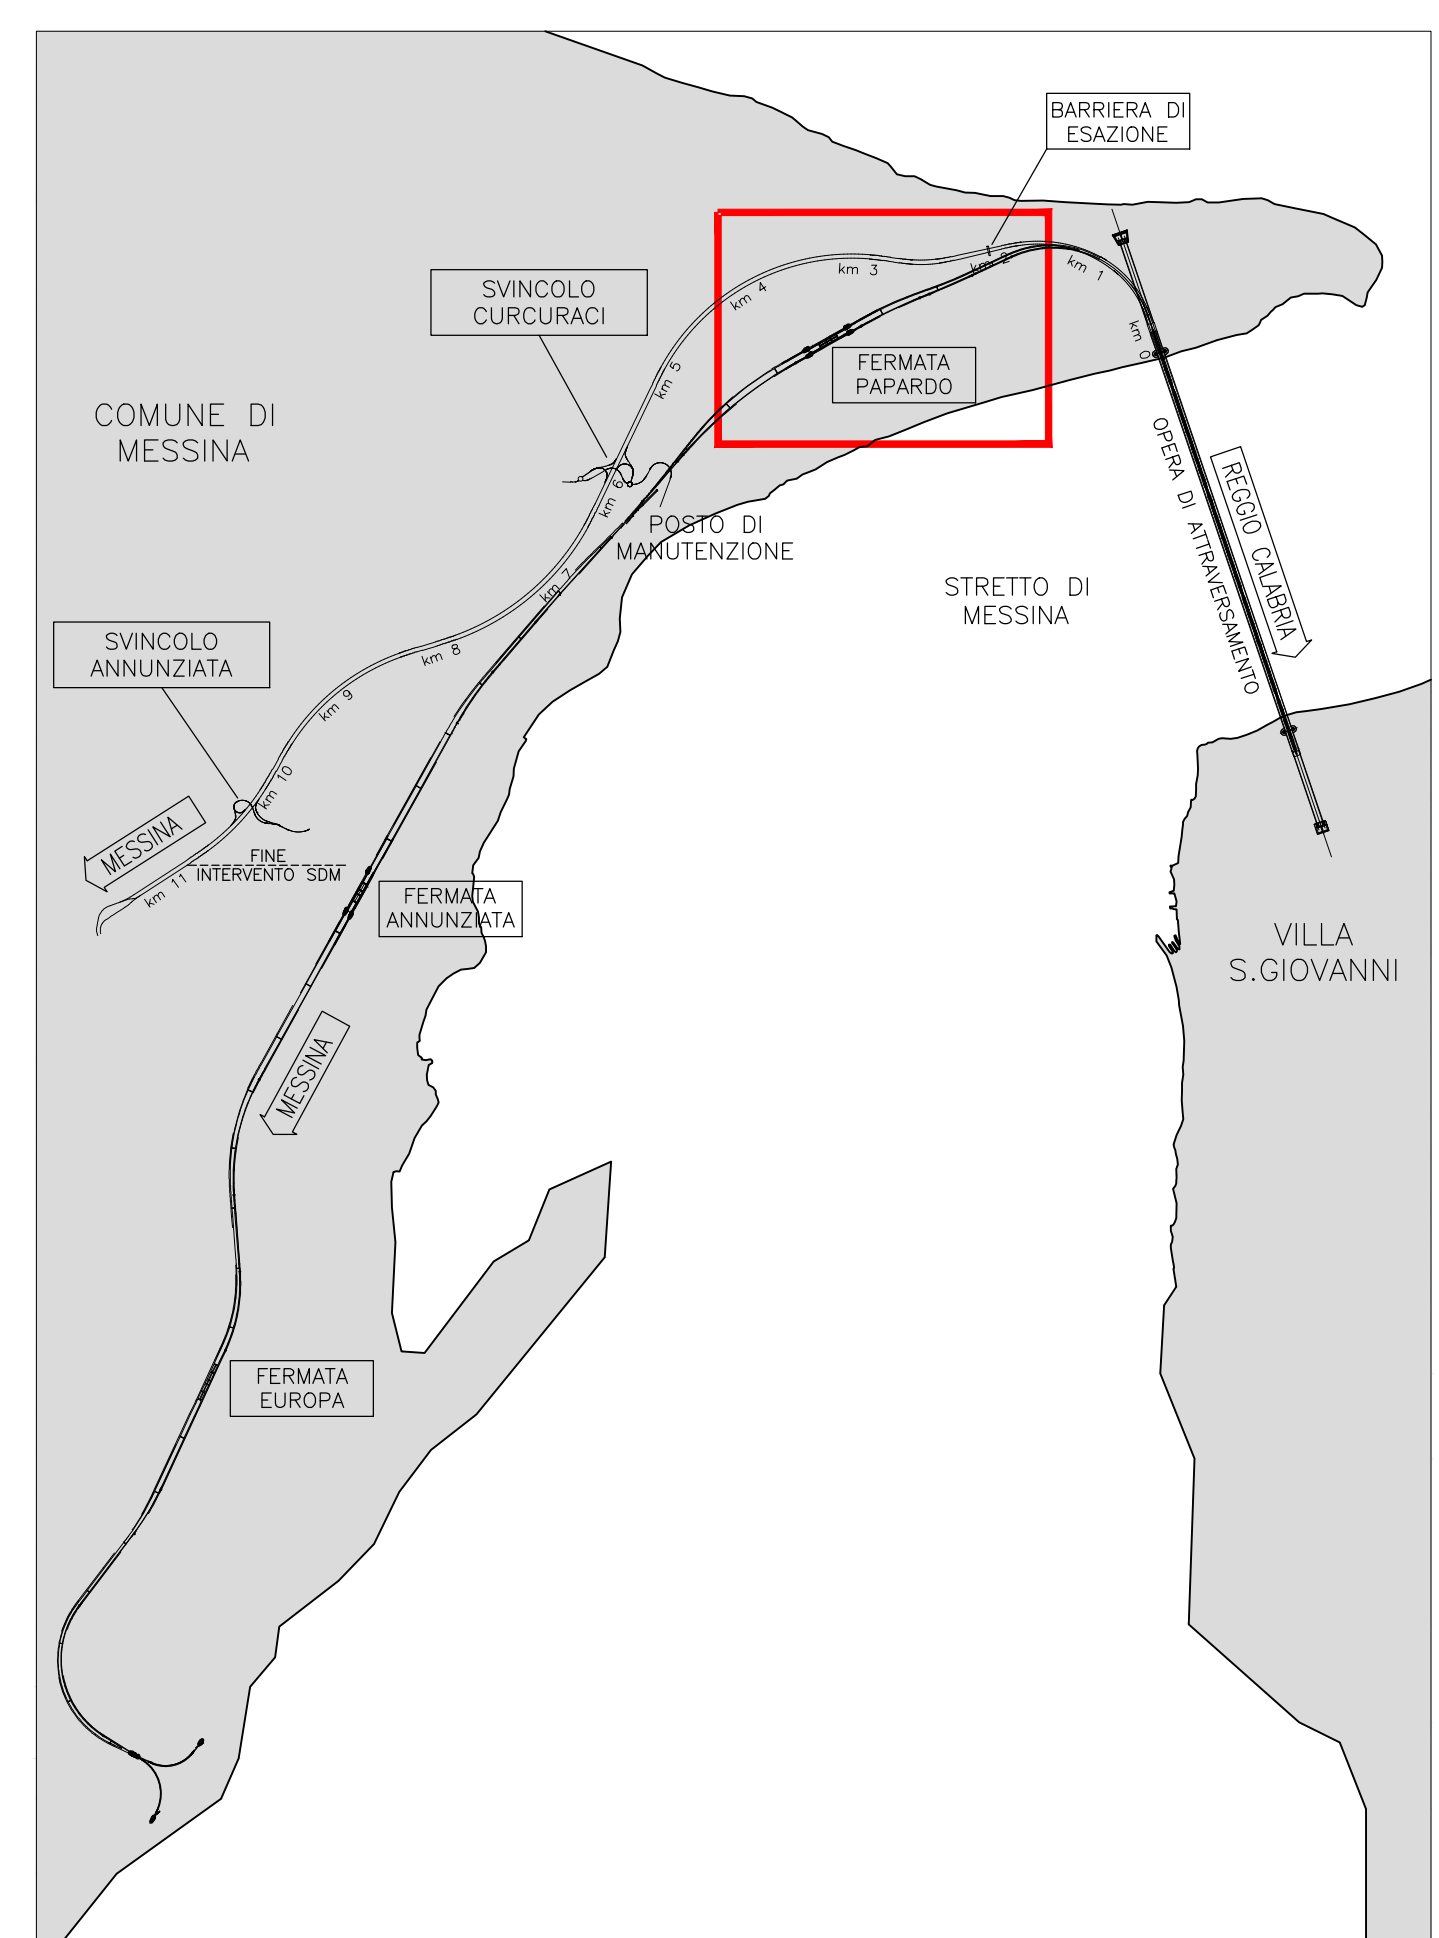 BARRIERA DI
ESAZIONE
km 0
km 1
km 2
km 3
km 4
km 5
km 6
km 7
km 8
km 9
km 10
km 11
SVINCOLO
CURCURACI
FERMATA
PAPARDO
COMUNE DI
MESSINA
POSTO DI
MANUTENZIONE
OPERA DI ATTRAVERSAMENTO
REGGIO CALABRIA
STRETTO DI
MESSINA
SVINCOLO
ANNUNZIATA
MESSINA
FINE
INTERVENTO SDM
FERMATA
ANNUNZIATA
VILLA
S.GIOVANNI
MESSINA
FERMATA
EUROPA